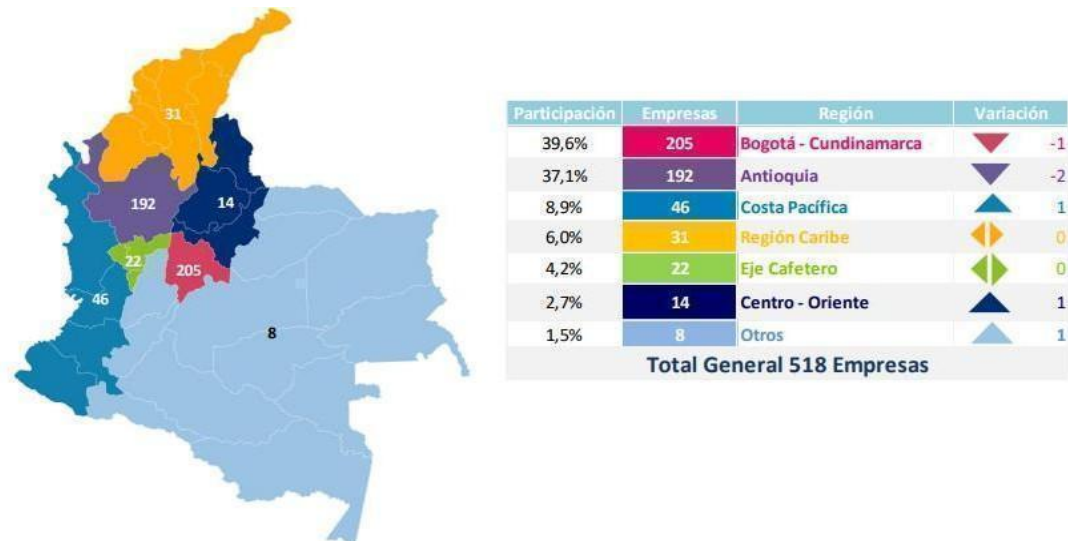 31
192
14
22
205
46
8
Participación Empresas Región Variación
39,6% 205 Bogotá - Cundinamarca -1
37,1% 192 Antioquia -2
8,9% 46 Costa Pacífica 1
6,0% 31 Región Caribe 0
4,2% 22 Eje Cafetero 0
2,7% 14 Centro - Oriente 1
1,5% 8 Otros 1
Total General 518 Empresas